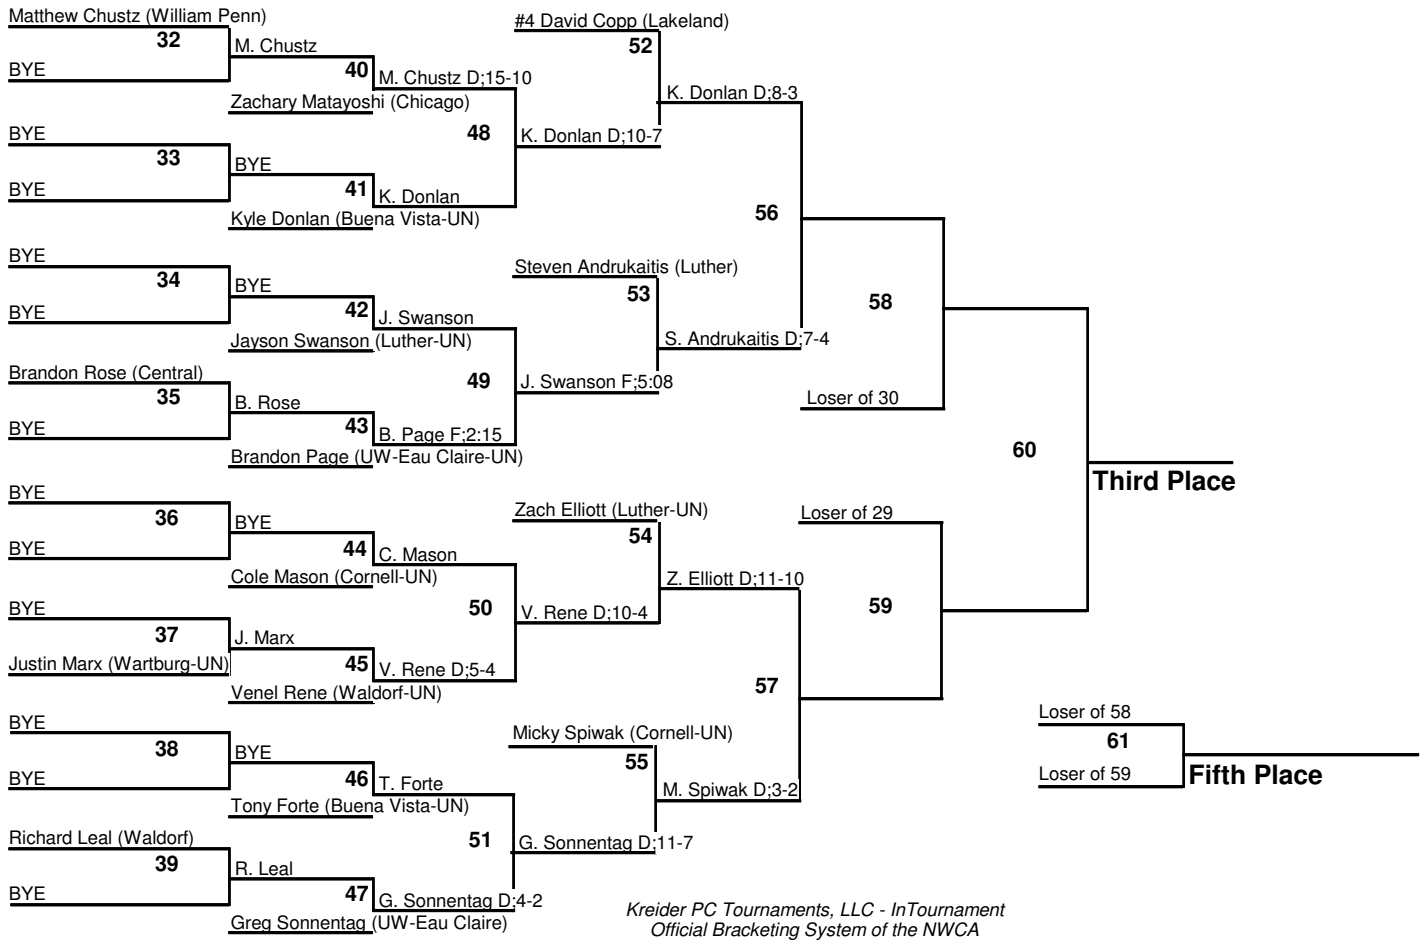 Matthew Chustz (William Penn)
32
BYE
M. Chustz
40
Zachary Matayoshi (Chicago)
M. Chustz D;15-10
BYE
33
BYE
BYE
41
Kyle Donlan (Buena Vista-UN)
K. Donlan
48
K. Donlan D;10-7
#4 David Copp (Lakeland)
52
K. Donlan D;8-3
BYE
34
BYE
BYE
42
Jayson Swanson (Luther-UN)
J. Swanson
Brandon Rose (Central)
35
BYE
B. Rose
43
Brandon Page (UW-Eau Claire-UN)
B. Page F;2:15
49
J. Swanson F;5:08
Steven Andrukaitis (Luther)
53
S. Andrukaitis D;7-4
56
58
Loser of 30
BYE
36
BYE
BYE
44
Cole Mason (Cornell-UN)
C. Mason
BYE
37
Justin Marx (Wartburg-UN)
J. Marx
45
Venel Rene (Waldorf-UN)
V. Rene D;5-4
50
V. Rene D;10-4
Zach Elliott (Luther-UN)
54
Z. Elliott D;11-10
BYE
38
BYE
BYE
46
Tony Forte (Buena Vista-UN)
T. Forte
Richard Leal (Waldorf)
39
BYE
R. Leal
47
Greg Sonnentag (UW-Eau Claire)
G. Sonnentag D;4-2
51
G. Sonnentag D;11-7
Micky Spiwak (Cornell-UN)
55
M. Spiwak D;3-2
57
Loser of 29
59
60
Third Place
Loser of 58
61
Loser of 59
Fifth Place
Kreider PC Tournaments, LLC - InTournament
Official Bracketing System of the NWCA